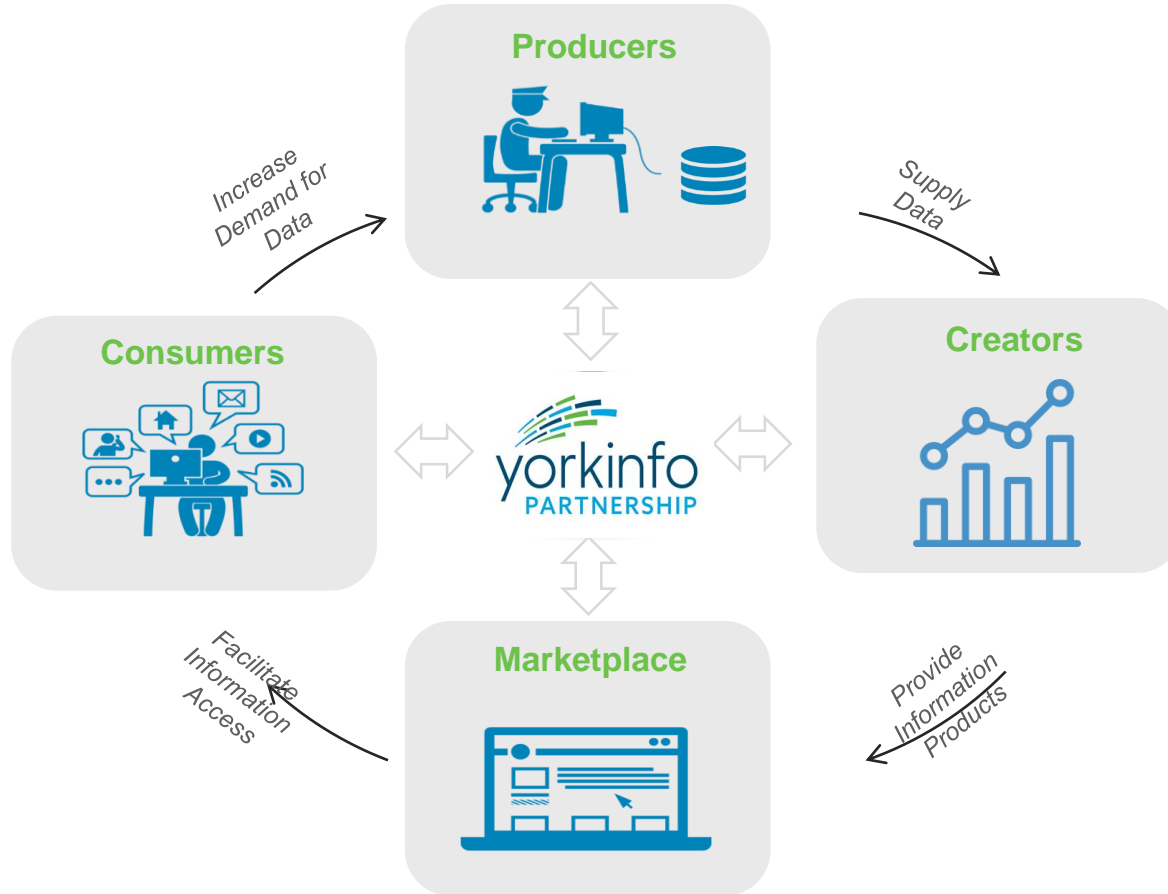 Producers
Increase
Demand for
Data
Supply
Data
Consumers
Creators
yorkinfo
PARTNERSHIP
Marketplace
Facilitate
Information
Access
Provide
Information
Products